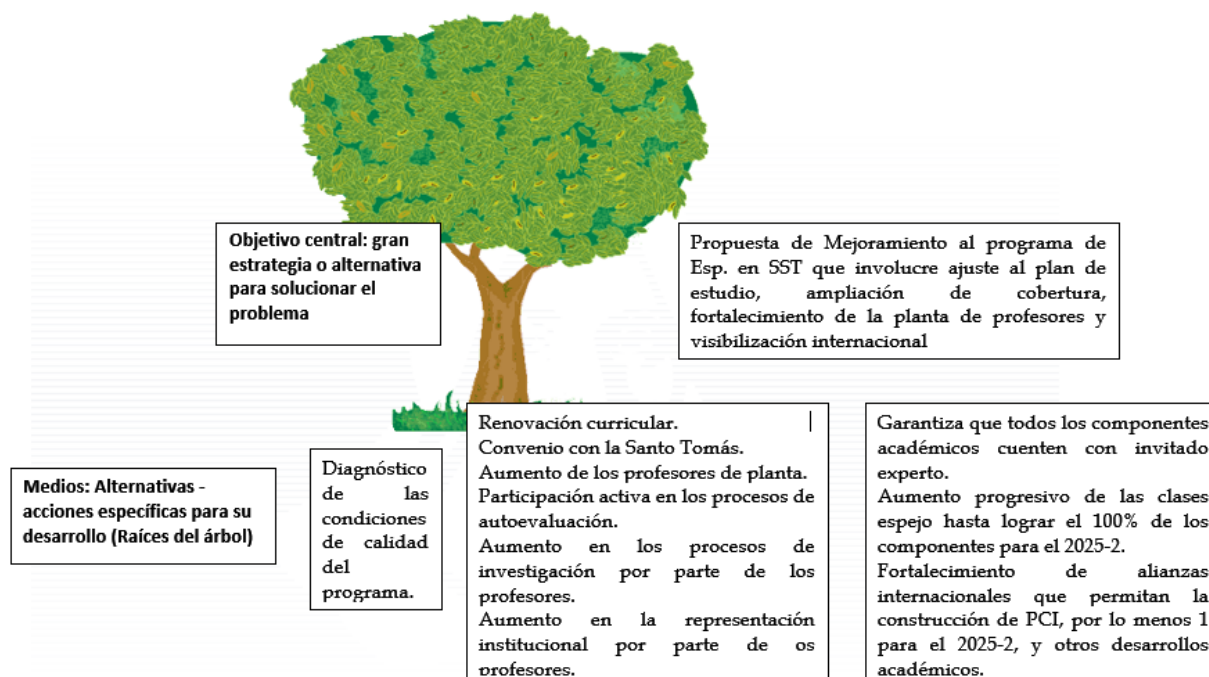 Objetivo central: gran
estrategia o alternativa
para solucionar el
problema
Propuesta de Mejoramiento al programa de
Esp. en SST que involucre ajuste al plan de
estudio, ampliación de cobertura,
fortalecimiento de la planta de profesores y
visibilización internacional
Medios: Alternativas -
acciones específicas para su
desarrollo (Raíces del árbol)
Diagnóstico
de las
condiciones
de calidad
del
programa.
Renovación curricular.
Convenio con la Santo Tomás.
Aumento de los profesores de planta.
Participación activa en los procesos de
autoevaluación.
Aumento en los procesos de
investigación por parte de los
profesores.
Aumento en la representación
institucional por parte de os
profesores.
Garantiza que todos los componentes
académicos cuenten con invitado
experto.
Aumento progresivo de las clases
espejo hasta lograr el 100% de los
componentes para el 2025-2.
Fortalecimiento de alianzas
internacionales que permitan la
construcción de PCI, por lo menos 1
para el 2025-2, y otros desarrollos
académicos.